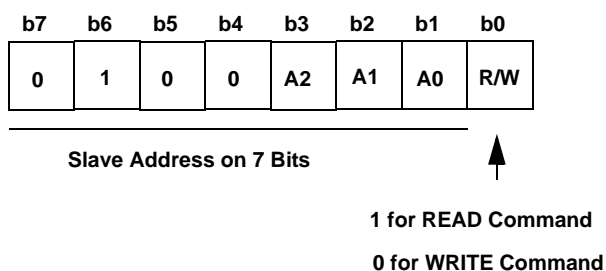 b7 b6 b5 b4 b3 b2 b1 b0
0 1 0 0 A2 A1 A0 R/W
Slave Address on 7 Bits
1 for READ Command
0 for WRITE Command